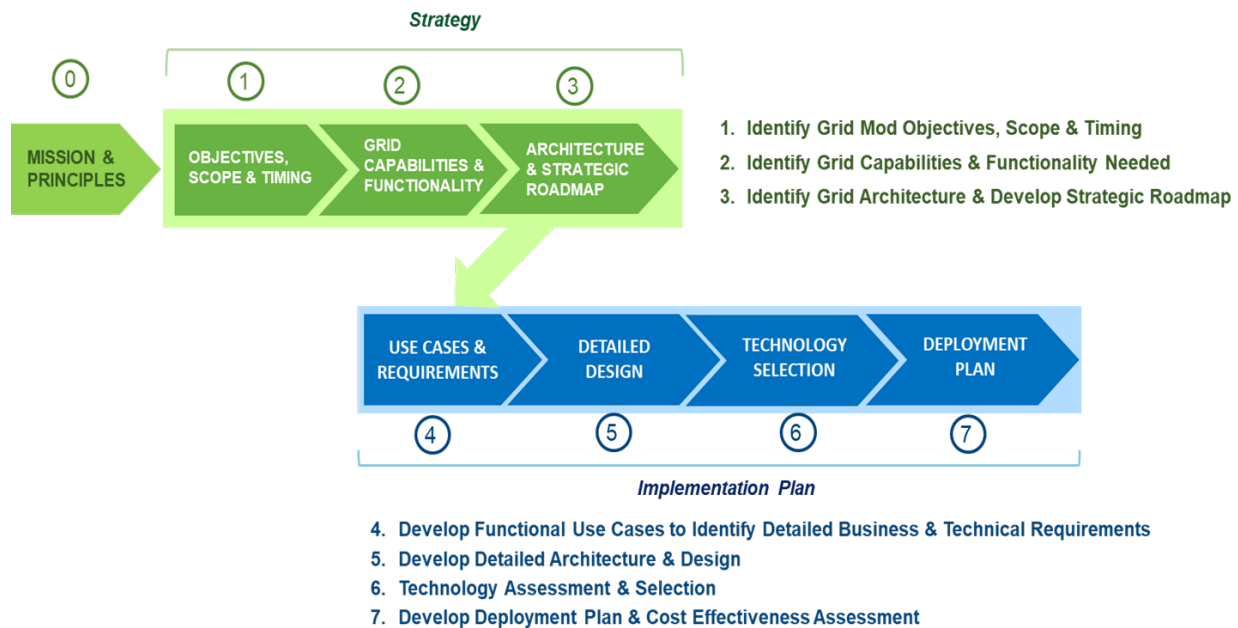 Strategy
0
1
2
3
MISSION &
PRINCIPLES
OBJECTIVES,
SCOPE & TIMING
GRID
CAPABILITIES &
FUNCTIONALITY
ARCHITECTURE
& STRATEGIC
ROADMAP
1. Identify Grid Mod Objectives, Scope & Timing
2. Identify Grid Capabilities & Functionality Needed
3. Identify Grid Architecture & Develop Strategic Roadmap
USE CASES &
REQUIREMENTS
DETAILED
DESIGN
TECHNOLOGY
SELECTION
DEPLOYMENT
PLAN
4
5
6
7
Implementation Plan
4. Develop Functional Use Cases to Identify Detailed Business & Technical Requirements
5. Develop Detailed Architecture & Design
6. Technology Assessment & Selection
7. Develop Deployment Plan & Cost Effectiveness Assessment